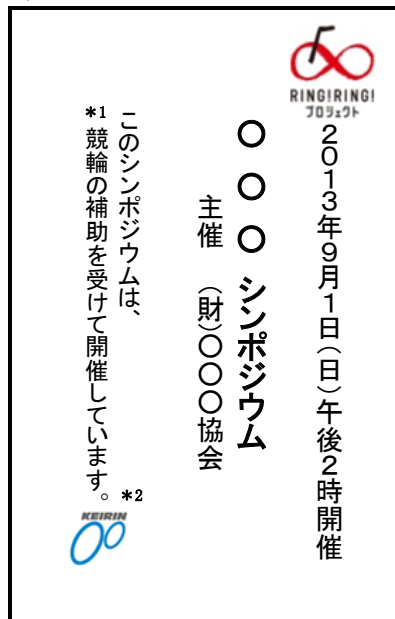 RING!RING!
プロジェクト
2013年9月1日(日)午後2時開催
○○○シンポジウム
主催 (財)○○○協会
このシンポジウムは、
*1競輪の補助を受けて開催しています。*2
KEIRIN